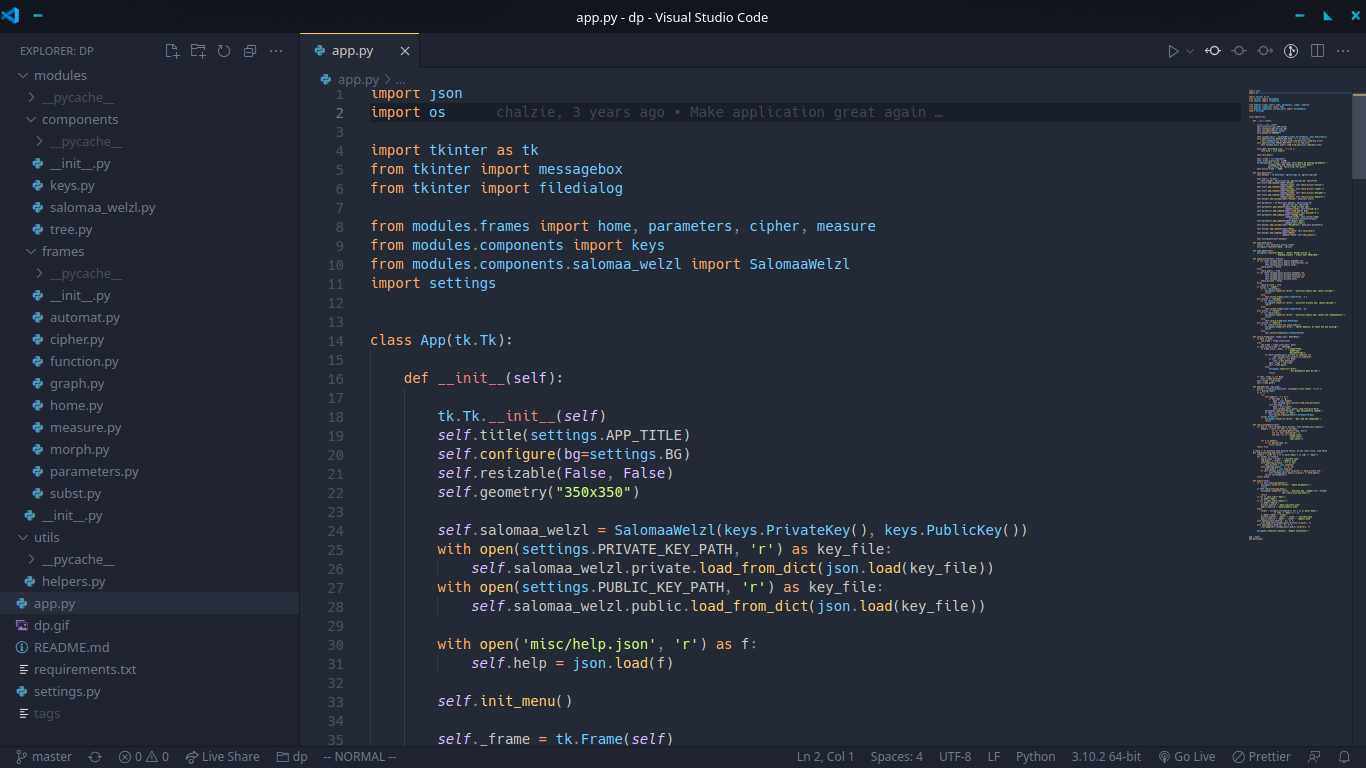 app.py - dp - Visual Studio Code
EXPLORER: DP
modules
__pycache__
components
__pycache__
__init__.py
keys.py
salomaa_welzl.py
tree.py
frames
__pycache__
__init__.py
automat.py
cipher.py
function.py
graph.py
home.py
measure.py
morph.py
parameters.py
subst.py
__init__.py
utils
__pycache__
helpers.py
app.py
dp.gif
README.md
requirements.txt
settings.py
tags
app.py
app.py > ...
1 import json
2 import os chalzie, 3 years ago • Make application great again …
3
4 import tkinter as tk
5 from tkinter import messagebox
6 from tkinter import filedialog
7
8 from modules.frames import home, parameters, cipher, measure
9 from modules.components import keys
10 from modules.components.salomaa_welzl import SalomaaWelzl
11 import settings
12
13
14 class App(tk.Tk):
15
16 def __init__(self):
17
18 tk.Tk.__init__(self)
19 self.title(settings.APP_TITLE)
20 self.configure(bg=settings.BG)
21 self.resizable(False, False)
22 self.geometry("350x350")
23
24 self.salomaa_welzl = SalomaaWelzl(keys.PrivateKey(), keys.PublicKey())
25 with open(settings.PRIVATE_KEY_PATH, 'r') as key_file:
26 self.salomaa_welzl.private.load_from_dict(json.load(key_file))
27 with open(settings.PUBLIC_KEY_PATH, 'r') as key_file:
28 self.salomaa_welzl.public.load_from_dict(json.load(key_file))
29
30 with open('misc/help.json', 'r') as f:
31 self.help = json.load(f)
32
33 self.init_menu()
34
35 self._frame = tk.Frame(self)
master 0 0 Live Share dp -- NORMAL -- Ln 2, Col 1 Spaces: 4 UTF-8 LF Python 3.10.2 64-bit Go Live Prettier